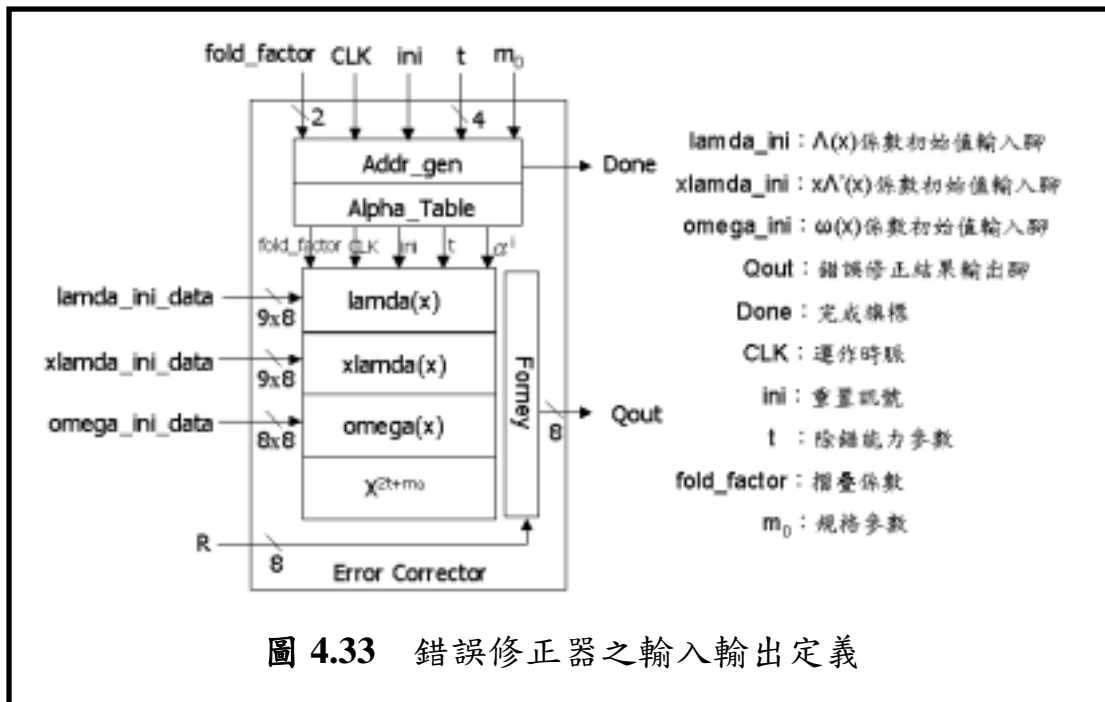 fold_factor CLK ini t m₀
2 4
Addr_gen
Done
Alpha_Table
fold_factor CLK ini t αⁱ
lamda_ini_data
9x8
lamda(x)
xlamda_ini_data
9x8
xlamda(x)
omega_ini_data
8x8
omega(x)
X²ᵗ⁺ᵐ⁰
Forney
8
Qout
R
8
Error Corrector
lamda_ini：Λ(x)係數初始值輸入腳
xlamda_ini：xΛ'(x)係數初始值輸入腳
omega_ini：ω(x)係數初始值輸入腳
Qout：錯誤修正結果輸出腳
Done：完成旗標
CLK：運作時脈
ini：重置訊號
t：除錯能力參數
fold_factor：摺疊係數
m₀：規格參數
圖 4.33 錯誤修正器之輸入輸出定義